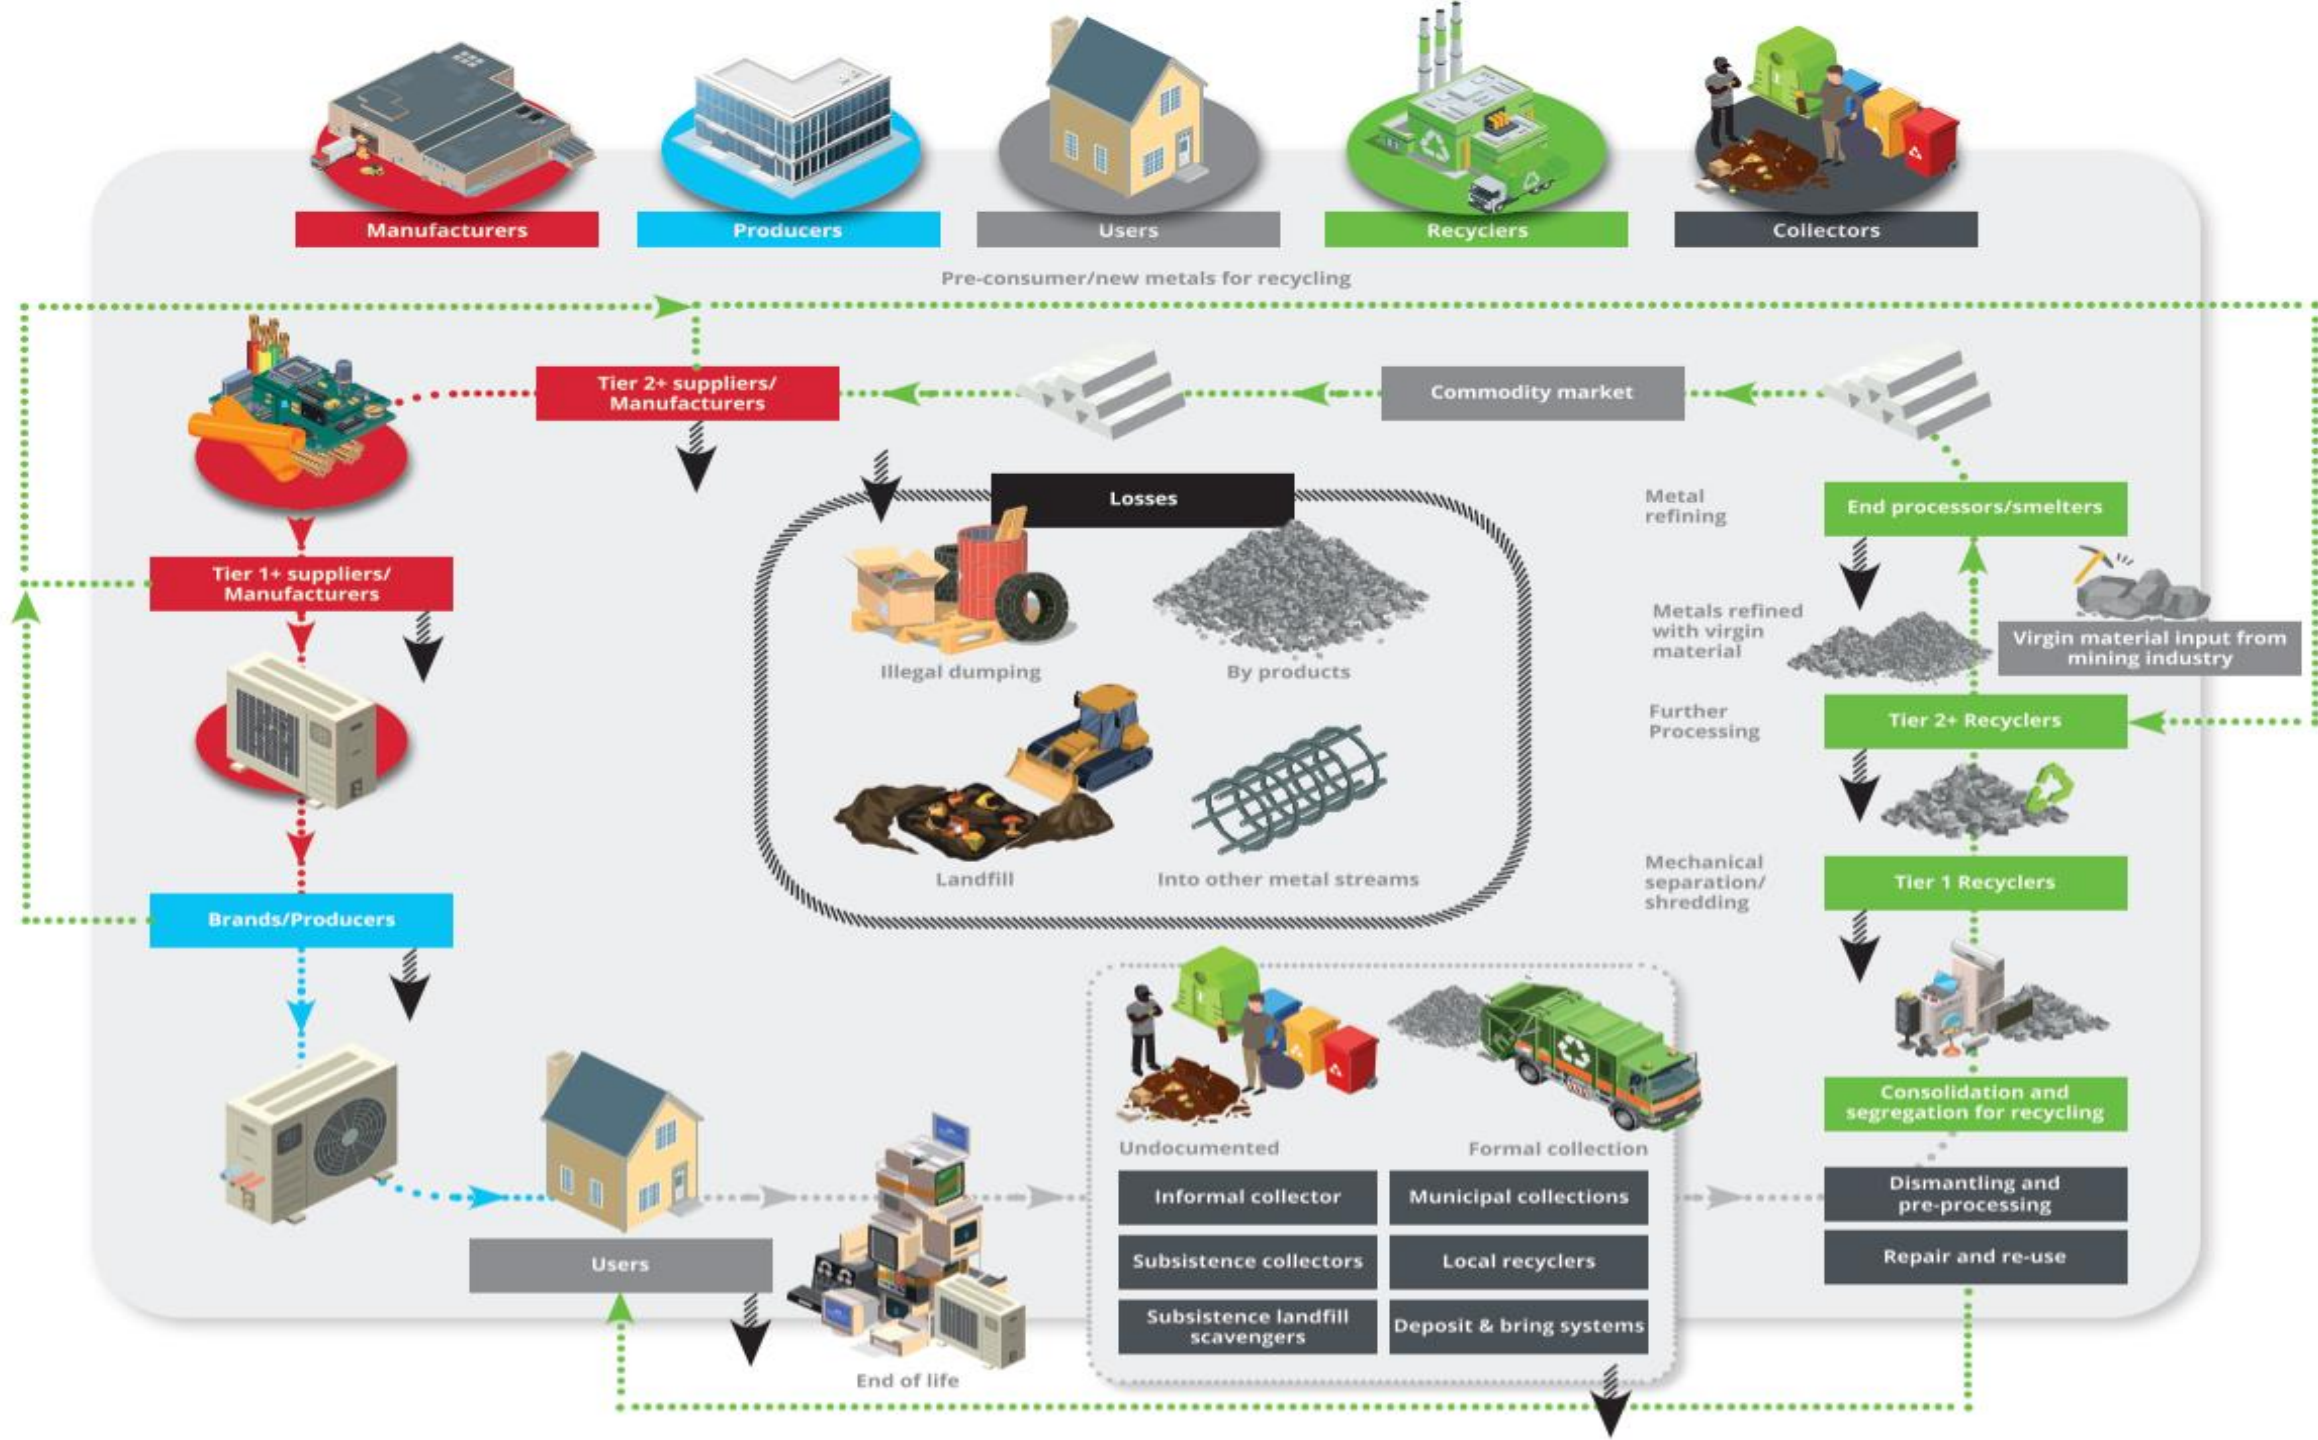 Manufacturers
Producers
Users
Recyclers
Collectors
Pre-consumer/new metals for recycling
Tier 2+ suppliers/
Manufacturers
Commodity market
Losses
Metal
refining
End processors/smelters
Tier 1+ suppliers/
Manufacturers
Metals refined
with virgin
material
Virgin material input from
mining industry
Illegal dumping
By products
Further
Processing
Tier 2+ Recyclers
Landfill
Into other metal streams
Mechanical
separation/
shredding
Tier 1 Recyclers
Brands/Producers
Consolidation and
segregation for recycling
Undocumented
Formal collection
Informal collector
Municipal collections
Dismantling and
pre-processing
Users
Subsistence collectors
Local recyclers
Repair and re-use
Subsistence landfill
scavengers
Deposit & bring systems
End of life